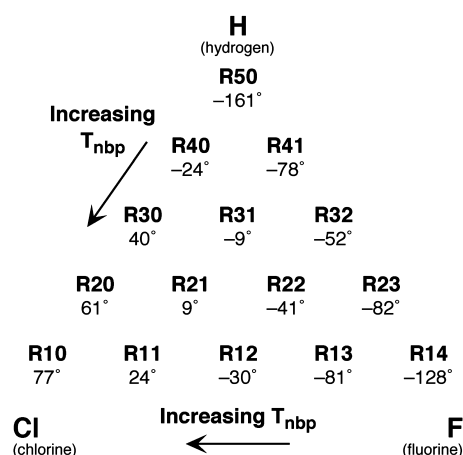 H
(hydrogen)
R50
–161°
Increasing
Tnbp
R40 R41
–24° –78°
R30 R31 R32
40° –9° –52°
R20 R21 R22 R23
61° 9° –41° –82°
R10 R11 R12 R13 R14
77° 24° –30° –81° –128°
Increasing Tnbp
Cl F
(chlorine) (fluorine)